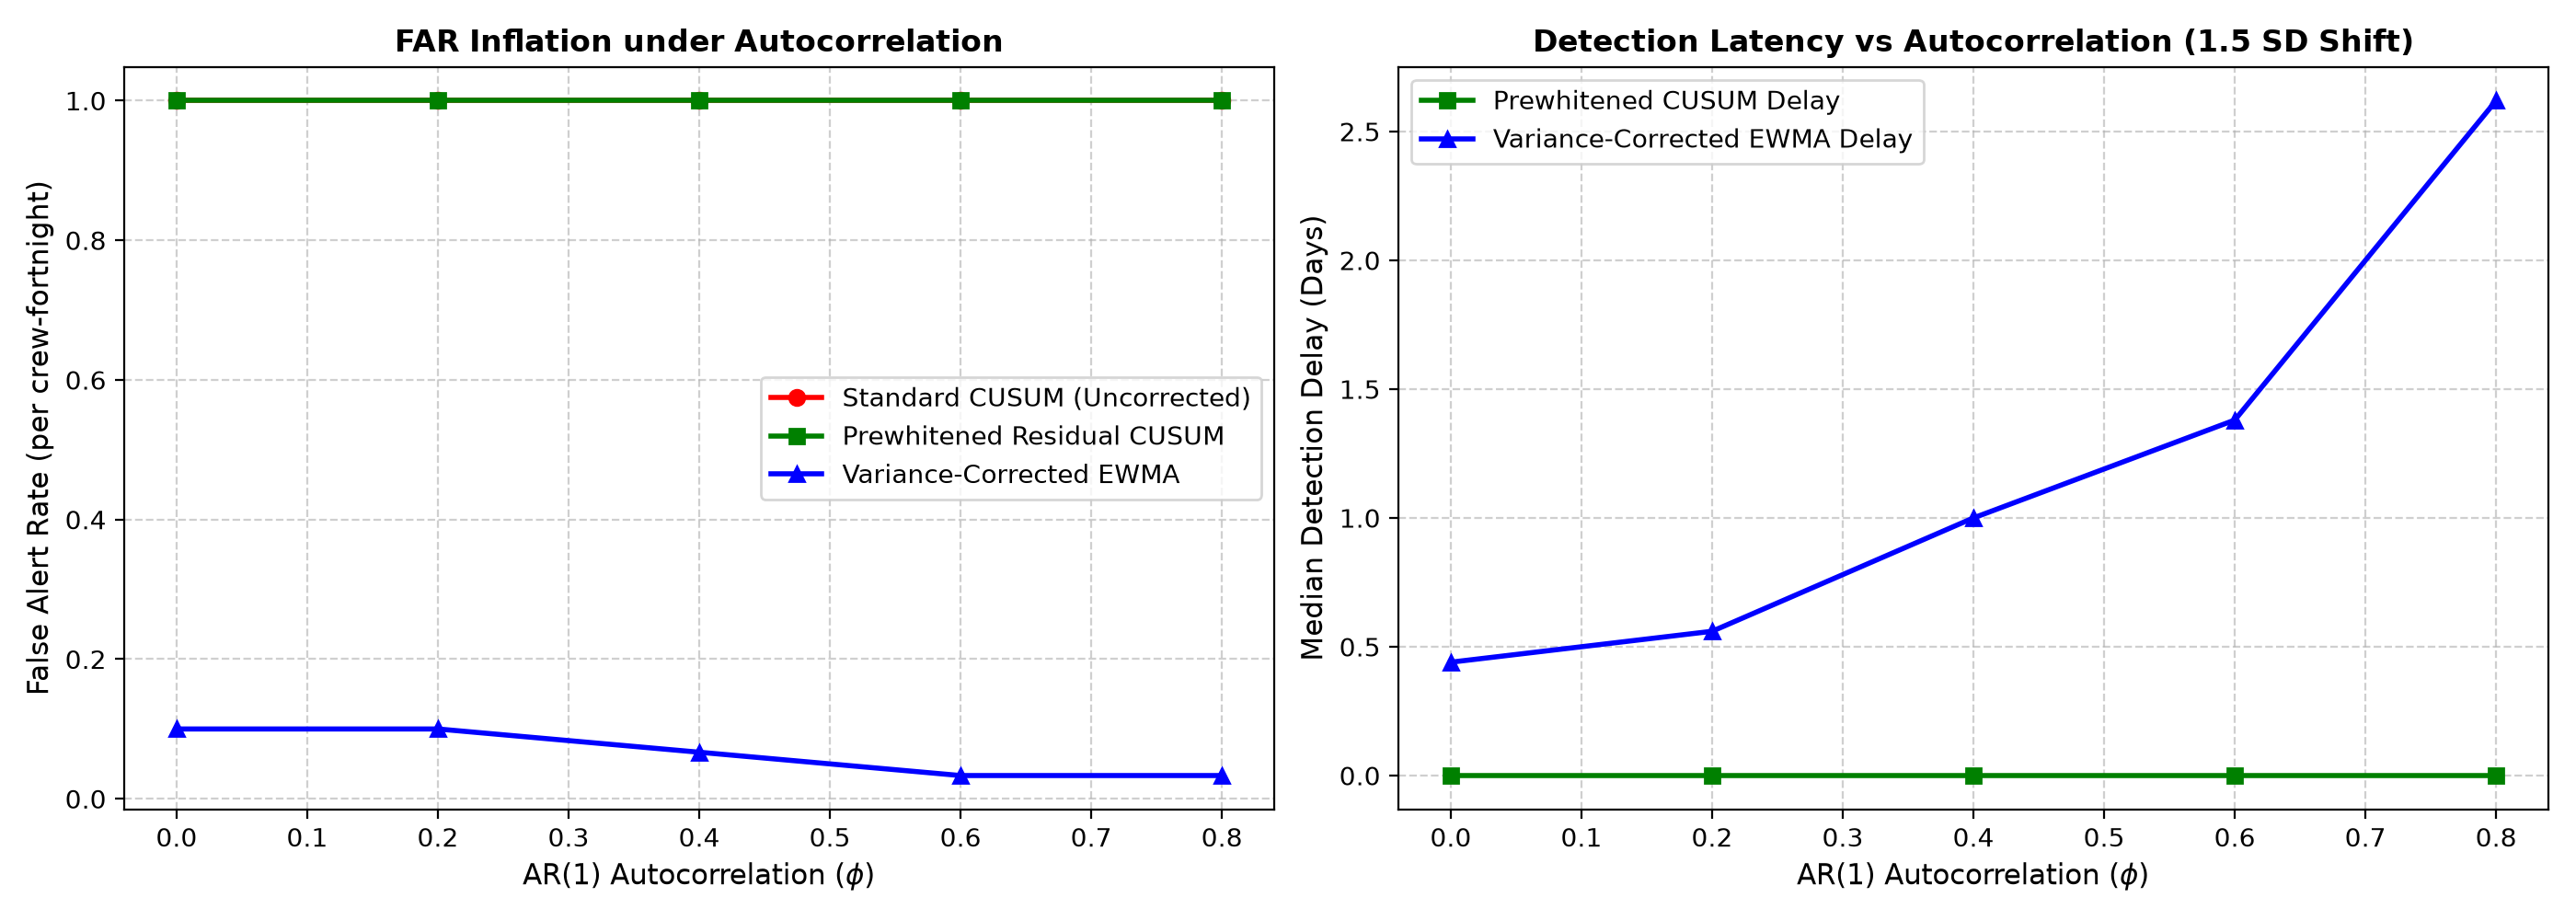 FAR Inflation under Autocorrelation
False Alert Rate (per crew-fortnight)
1.0
0.8
0.6
0.4
0.2
0.0
Standard CUSUM (Uncorrected)
Prewhitened Residual CUSUM
Variance-Corrected EWMA
0.0 0.1 0.2 0.3 0.4 0.5 0.6 0.7 0.8
AR(1) Autocorrelation (ϕ)
Detection Latency vs Autocorrelation (1.5 SD Shift)
Median Detection Delay (Days)
2.5
2.0
1.5
1.0
0.5
0.0
Prewhitened CUSUM Delay
Variance-Corrected EWMA Delay
0.0 0.1 0.2 0.3 0.4 0.5 0.6 0.7 0.8
AR(1) Autocorrelation (ϕ)